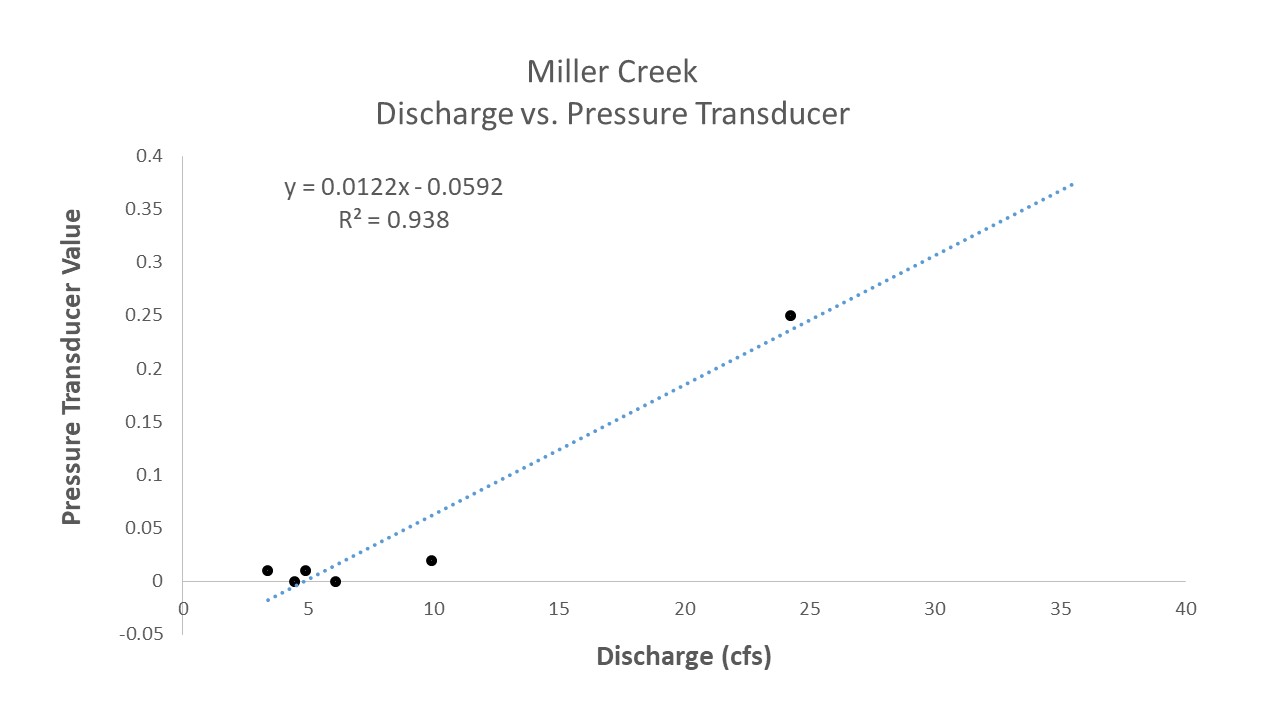 Miller Creek
Discharge vs. Pressure Transducer
y = 0.0122x - 0.0592
R² = 0.938
Pressure Transducer Value
0.4
0.35
0.3
0.25
0.2
0.15
0.1
0.05
0
-0.05
0 5 10 15 20 25 30 35 40
Discharge (cfs)